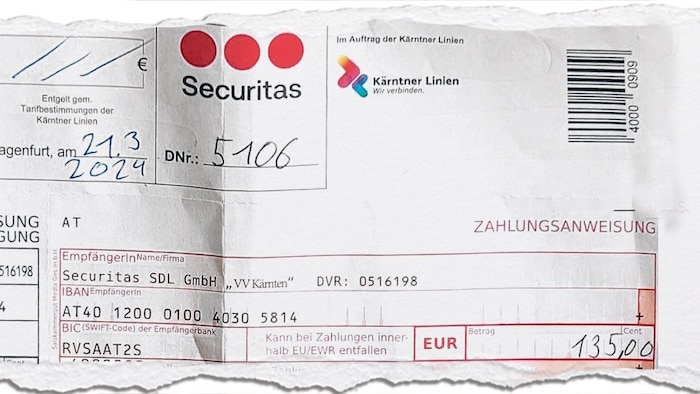 €
Entgelt gem.
Tarifbestimmungen der
Kärntner Linien
agenfurt, am 21.3
2024
Securitas
DNr.: 5106
Im Auftrag der Kärntner Linien
Kärntner Linien
Wir verbinden.
4000 0909
SUNG
GUNG
516198
4
AT
ZAHLUNGSANWEISUNG
EmpfängerIn Name/Firma
Securitas SDL GmbH „VV Kärnten" DVR: 0516198
IBAN EmpfängerIn
AT40 1200 0100 4030 5814
+
BIC (SWIFT-Code) der Empfängerbank
RVSAAT2S
Kann bei Zahlungen inner-
halb EU/EWR entfallen
EUR
Betrag
Cent
135,00